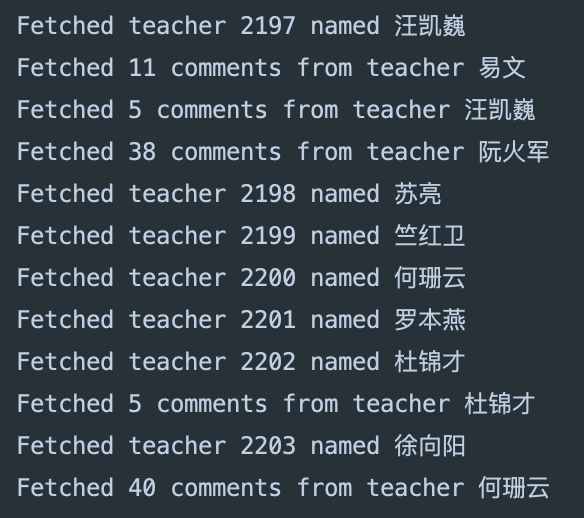 Fetched teacher 2197 named 汪凯巍
Fetched 11 comments from teacher 易文
Fetched 5 comments from teacher 汪凯巍
Fetched 38 comments from teacher 阮火军
Fetched teacher 2198 named 苏亮
Fetched teacher 2199 named 竺红卫
Fetched teacher 2200 named 何珊云
Fetched teacher 2201 named 罗本燕
Fetched teacher 2202 named 杜锦才
Fetched 5 comments from teacher 杜锦才
Fetched teacher 2203 named 徐向阳
Fetched 40 comments from teacher 何珊云